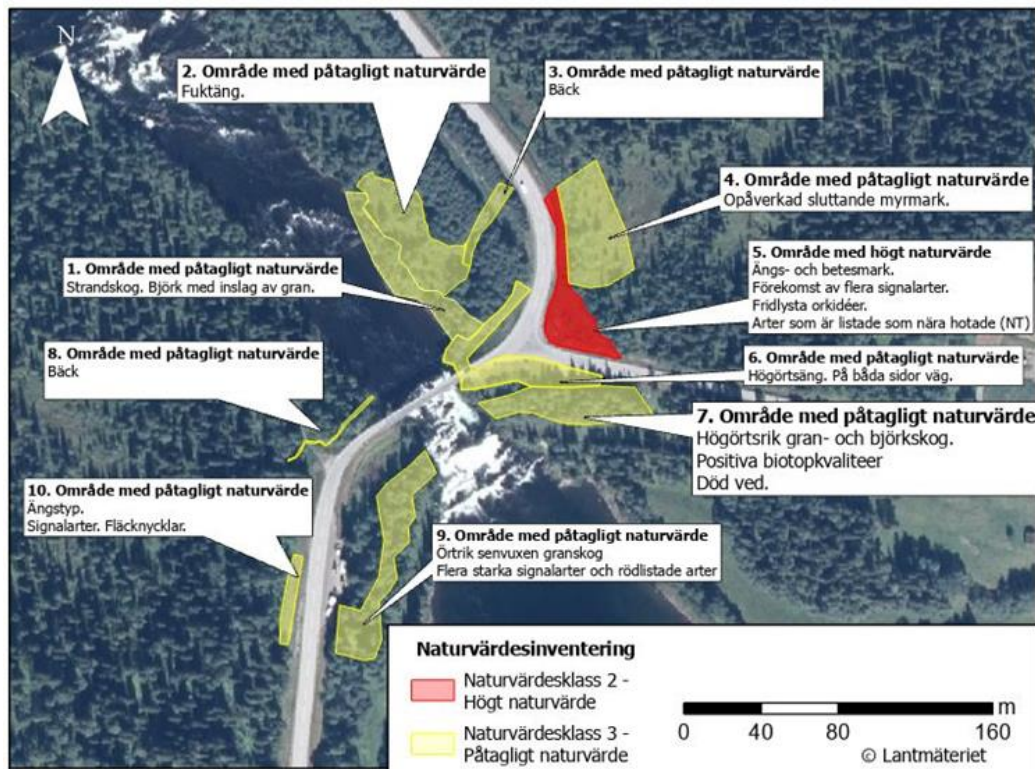 N
2. Område med påtagligt naturvärde
Fuktäng.
3. Område med påtagligt naturvärde
Bäck
4. Område med påtagligt naturvärde
Opåverkad sluttande myrmark.
1. Område med påtagligt naturvärde
Strandskog. Björk med inslag av gran.
5. Område med högt naturvärde
Ängs- och betesmark.
Förekomst av flera signalarter.
Fridlysta orkidéer.
Arter som är listade som nära hotade (NT)
8. Område med påtagligt naturvärde
Bäck
6. Område med påtagligt naturvärde
Högörtsäng. På båda sidor väg.
7. Område med påtagligt naturvärde
Högörtsrik gran- och björkskog.
Positiva biotopkvaliteer
Död ved.
10. Område med påtagligt naturvärde
Ängstyp.
Signalarter. Fläcknycklar.
9. Område med påtagligt naturvärde
Örtrik senvuxen granskog
Flera starka signalarter och rödlistade arter
Naturvärdesinventering
Naturvärdesklass 2 -
Högt naturvärde
Naturvärdesklass 3 -
Påtagligt naturvärde
m
0 40 80 160
© Lantmäteriet